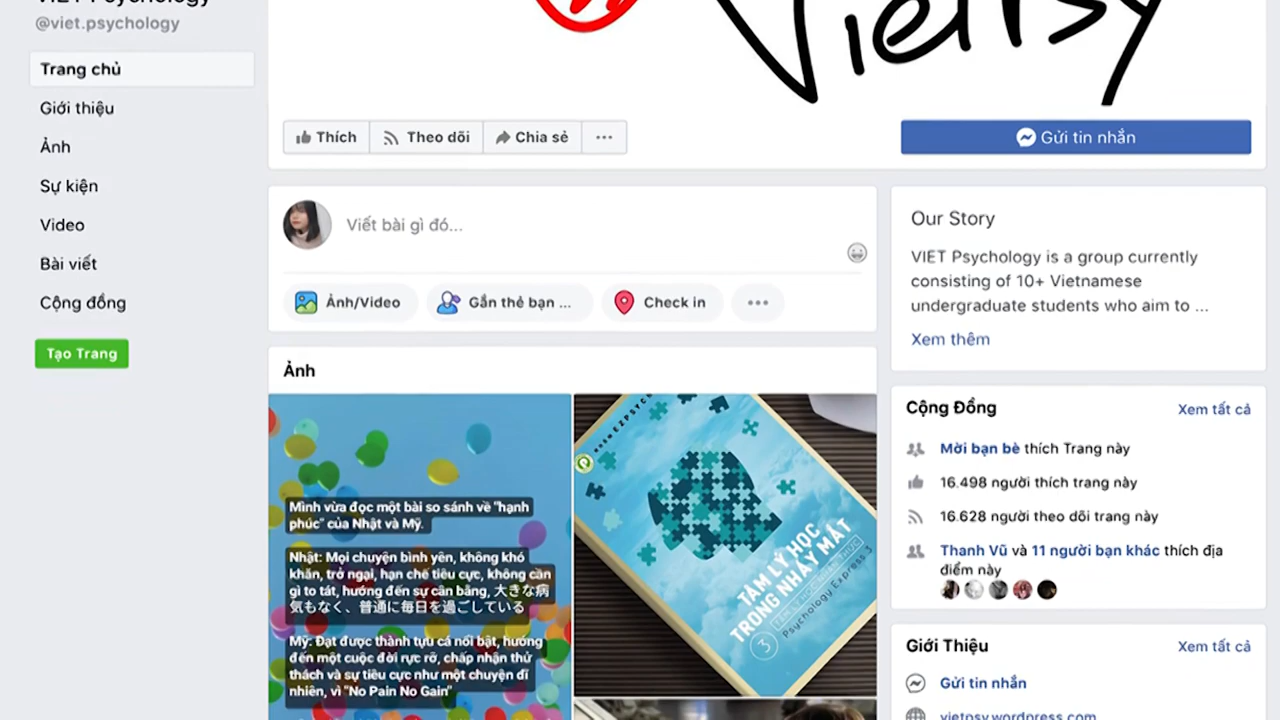 VIET Psychology
@viet.psychology
Trang chủ
Giới thiệu
Ảnh
Sự kiện
Video
Bài viết
Cộng đồng
Tạo Trang
VietPsy
Thích
Theo dõi
Chia sẻ
Gửi tin nhắn
Viết bài gì đó...
Ảnh/Video
Gắn thẻ bạn ...
Check in
Ảnh
Mình vừa đọc một bài so sánh về "hạnh
phúc" của Nhật và Mỹ.
Nhật: Mọi chuyện bình yên, không khó
khăn, trở ngại, hạn chế tiêu cực, không cần
gì to tát, hướng đến sự cân bằng, 大きな病
気もなく、普通に毎日を過ごしている
Mỹ: Đạt được thành tựu cá nổi bật, hướng
đến một cuộc đời rực rỡ, chấp nhận thử
thách và sự tiêu cực như một chuyện dĩ
nhiên, vì "No Pain No Gain"
TÂM LÝ HỌC
TRONG NHÁY MẮT
Psychology Express 3
3
Our Story
VIET Psychology is a group currently
consisting of 10+ Vietnamese
undergraduate students who aim to ...
Xem thêm
Cộng Đồng
Xem tất cả
Mời bạn bè thích Trang này
16.498 người thích trang này
16.628 người theo dõi trang này
Thanh Vũ và 11 người bạn khác thích địa
điểm này
Giới Thiệu
Xem tất cả
Gửi tin nhắn
vietpsy.wordpress.com